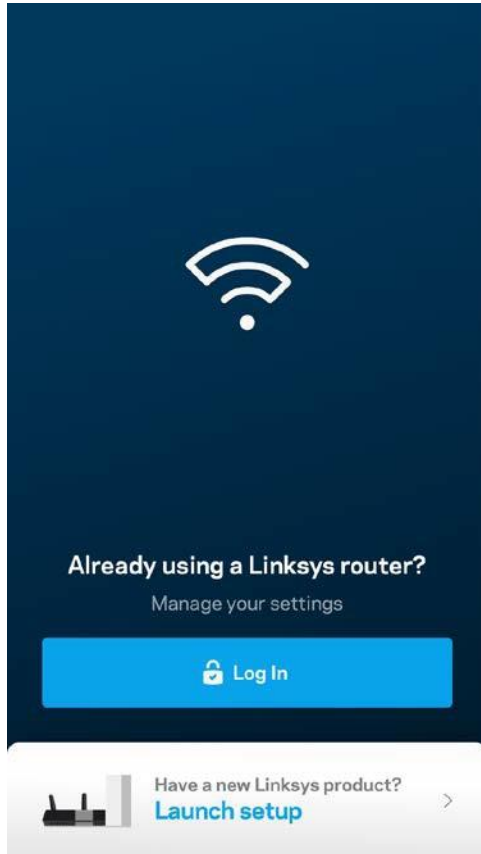 Already using a Linksys router?
Manage your settings
Log In
Have a new Linksys product?
Launch setup